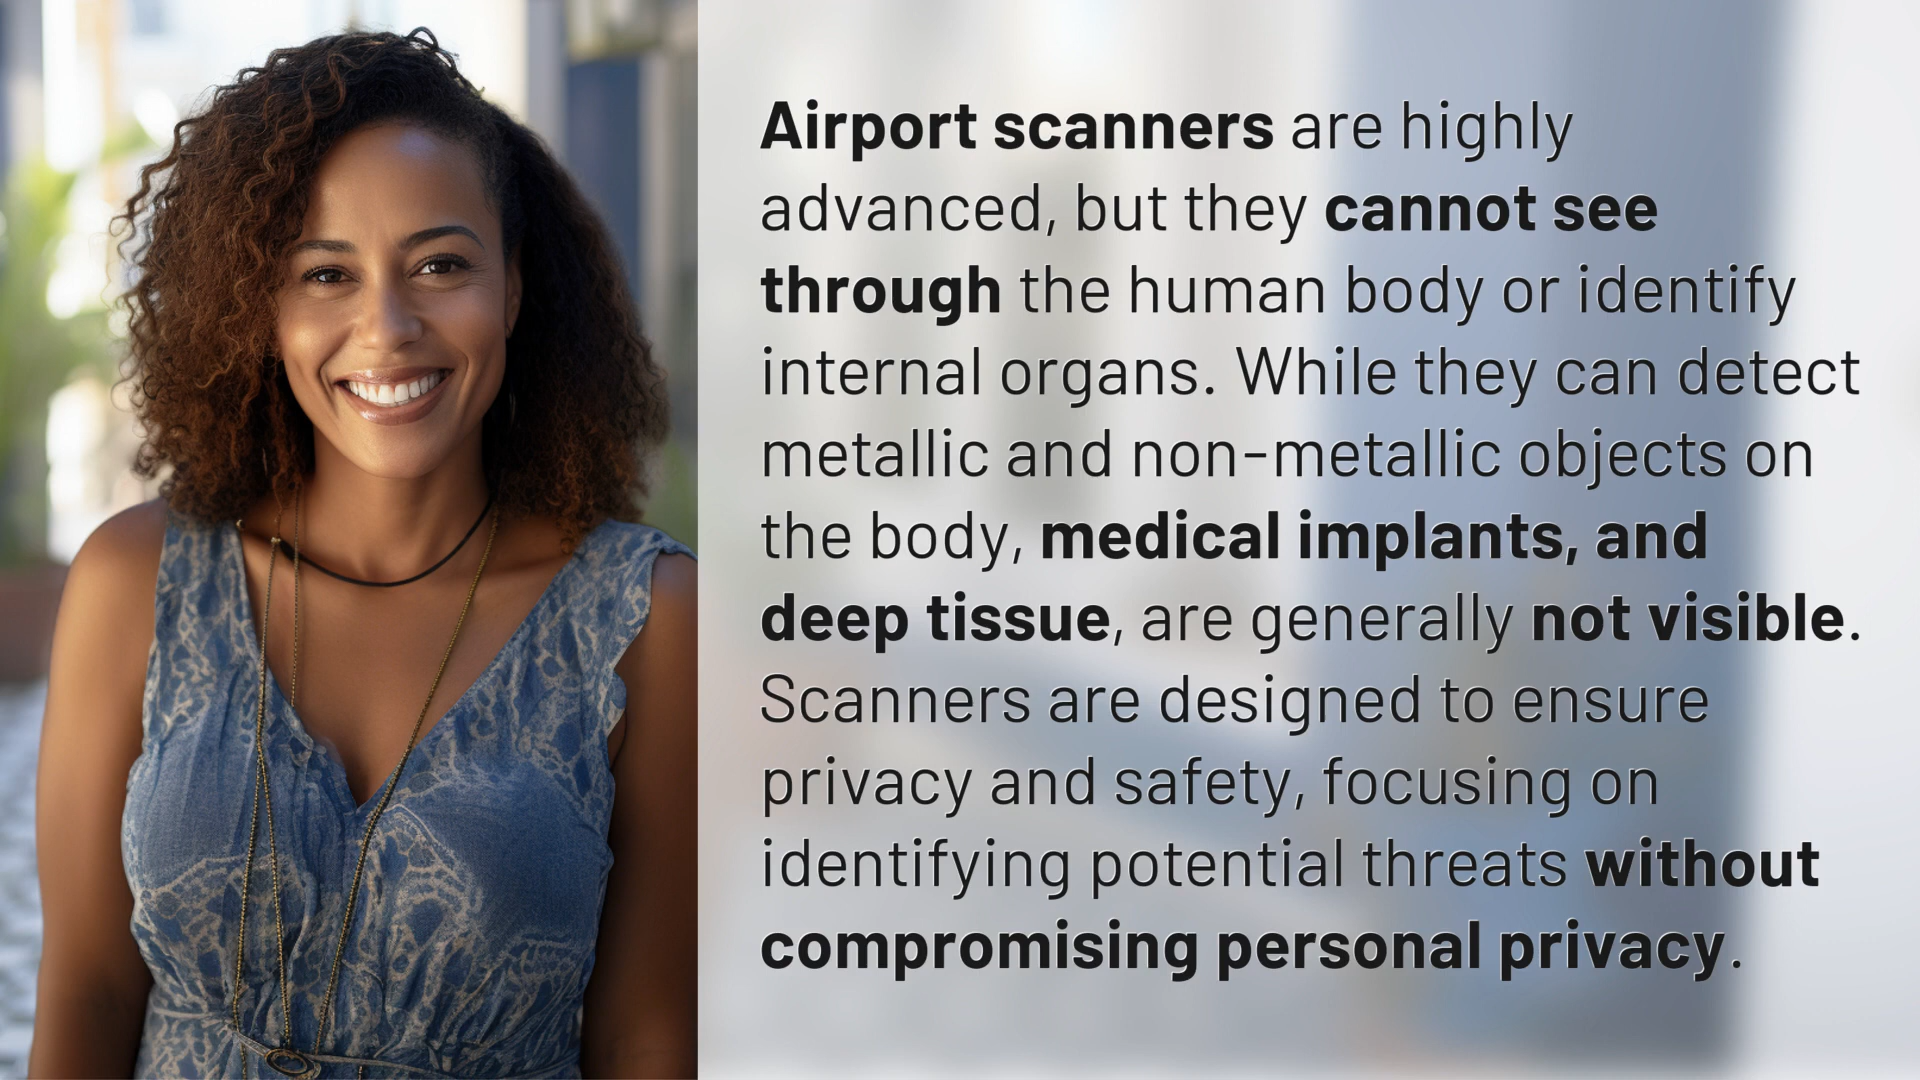 Airport scanners are highly
advanced, but they cannot see
through the human body or identify
internal organs. While they can detect
metallic and non-metallic objects on
the body, medical implants, and
deep tissue, are generally not visible.
Scanners are designed to ensure
privacy and safety, focusing on
identifying potential threats without
compromising personal privacy.